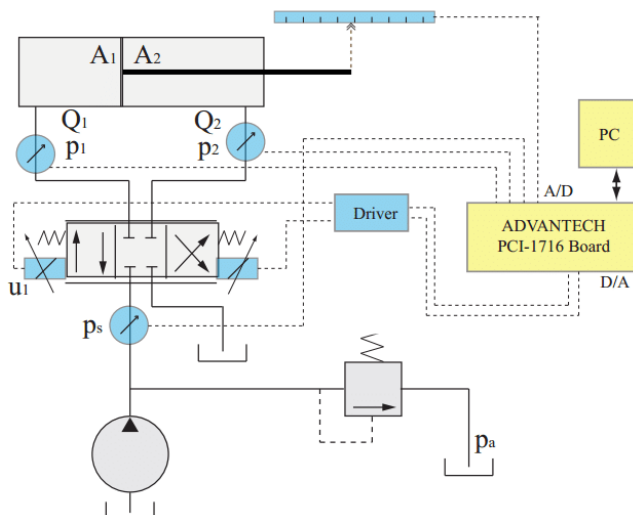 A1 A2
Q1
p1
Q2
p2
PC
A/D
Driver
ADVANTECH
PCI-1716 Board
D/A
u1
ps
pa